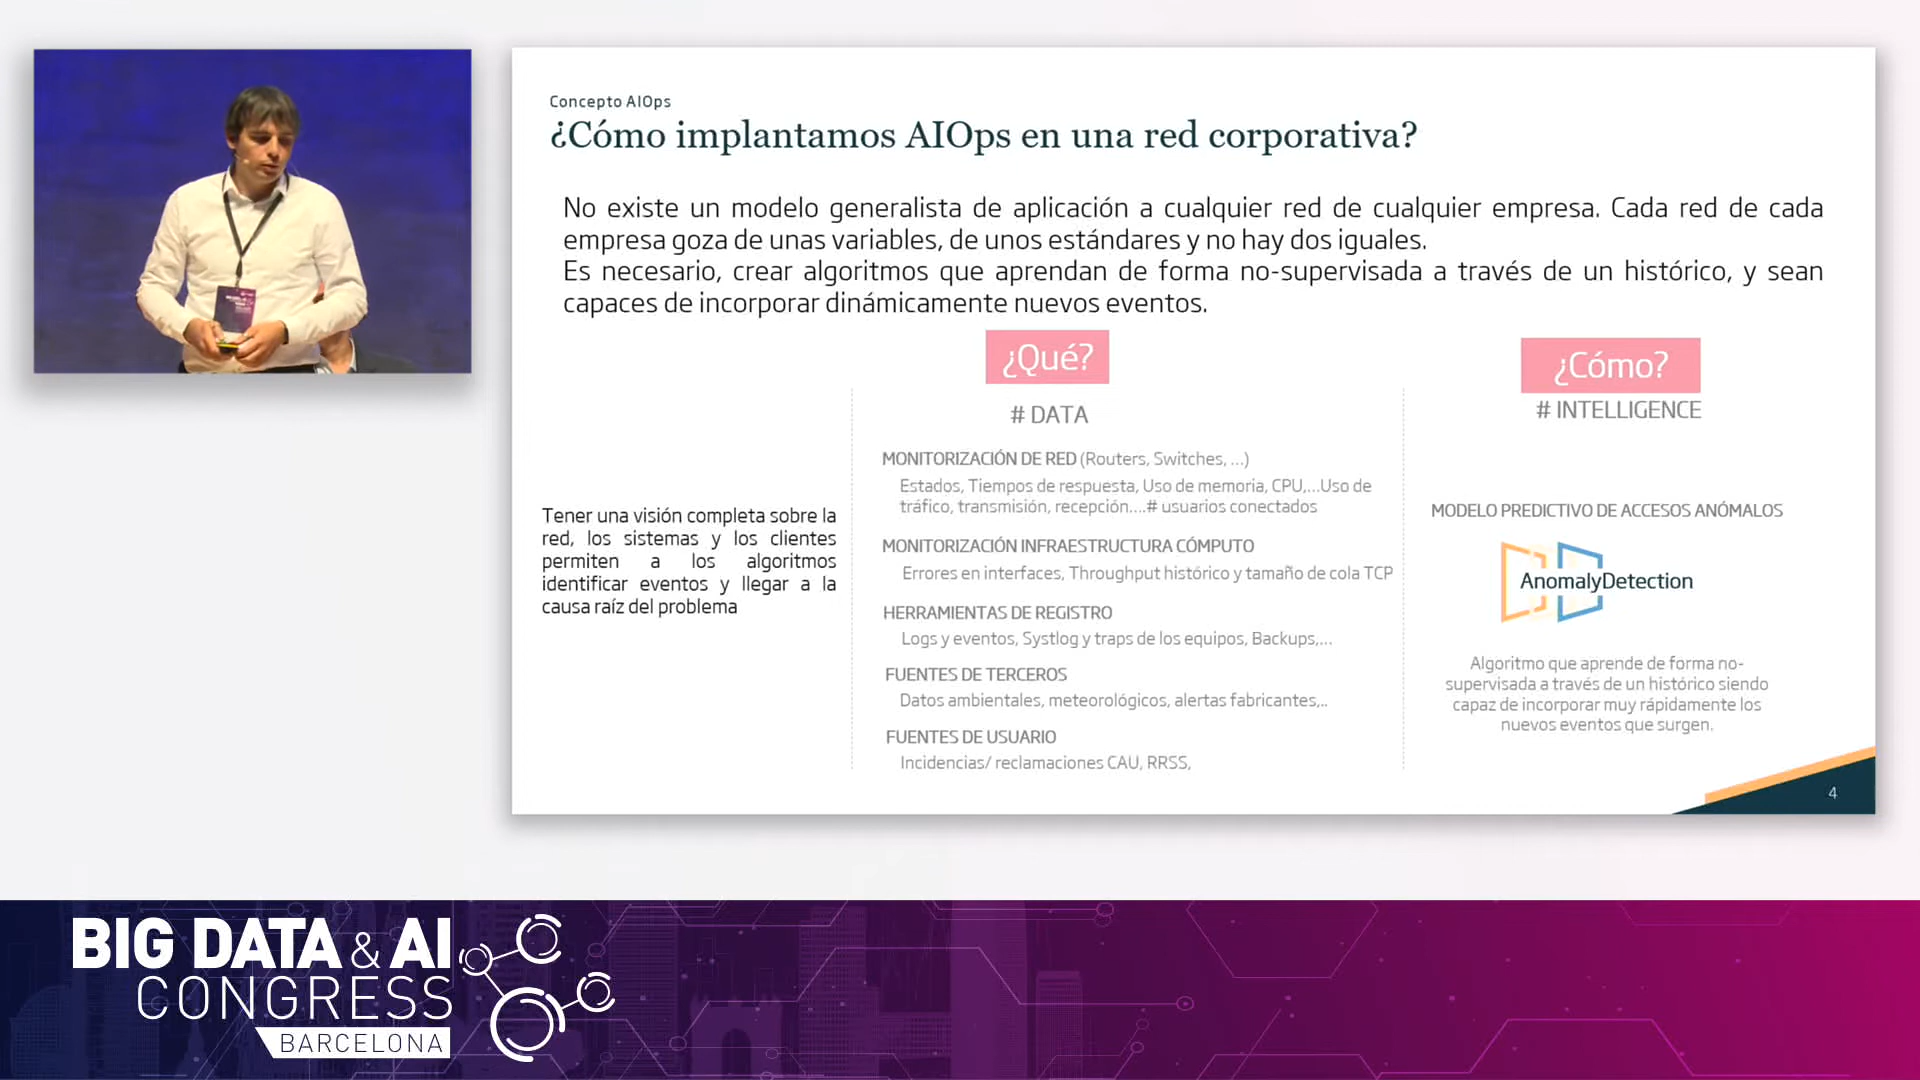 Concepto AIOps
¿Cómo implantamos AIOps en una red corporativa?
No existe un modelo generalista de aplicación a cualquier red de cualquier empresa. Cada red de cada
empresa goza de unas variables, de unos estándares y no hay dos iguales.
Es necesario, crear algoritmos que aprendan de forma no-supervisada a través de un histórico, y sean
capaces de incorporar dinámicamente nuevos eventos.
Tener una visión completa sobre la
red, los sistemas y los clientes
permiten a los algoritmos
identificar eventos y llegar a la
causa raíz del problema
¿Qué?
# DATA
MONITORIZACIÓN DE RED (Routers, Switches, ...)
Estados, Tiempos de respuesta, Uso de memoria, CPU,...Uso de
tráfico, transmisión, recepción....# usuarios conectados
MONITORIZACIÓN INFRAESTRUCTURA CÓMPUTO
Errores en interfaces, Throughput histórico y tamaño de cola TCP
HERRAMIENTAS DE REGISTRO
Logs y eventos, Systlog y traps de los equipos, Backups,...
FUENTES DE TERCEROS
Datos ambientales, meteorológicos, alertas fabricantes,..
FUENTES DE USUARIO
Incidencias/ reclamaciones CAU, RRSS,
¿Cómo?
# INTELLIGENCE
MODELO PREDICTIVO DE ACCESOS ANÓMALOS
AnomalyDetection
Algoritmo que aprende de forma no-
supervisada a través de un histórico siendo
capaz de incorporar muy rápidamente los
nuevos eventos que surgen.
4
BIG DATA & AI
CONGRESS
BARCELONA